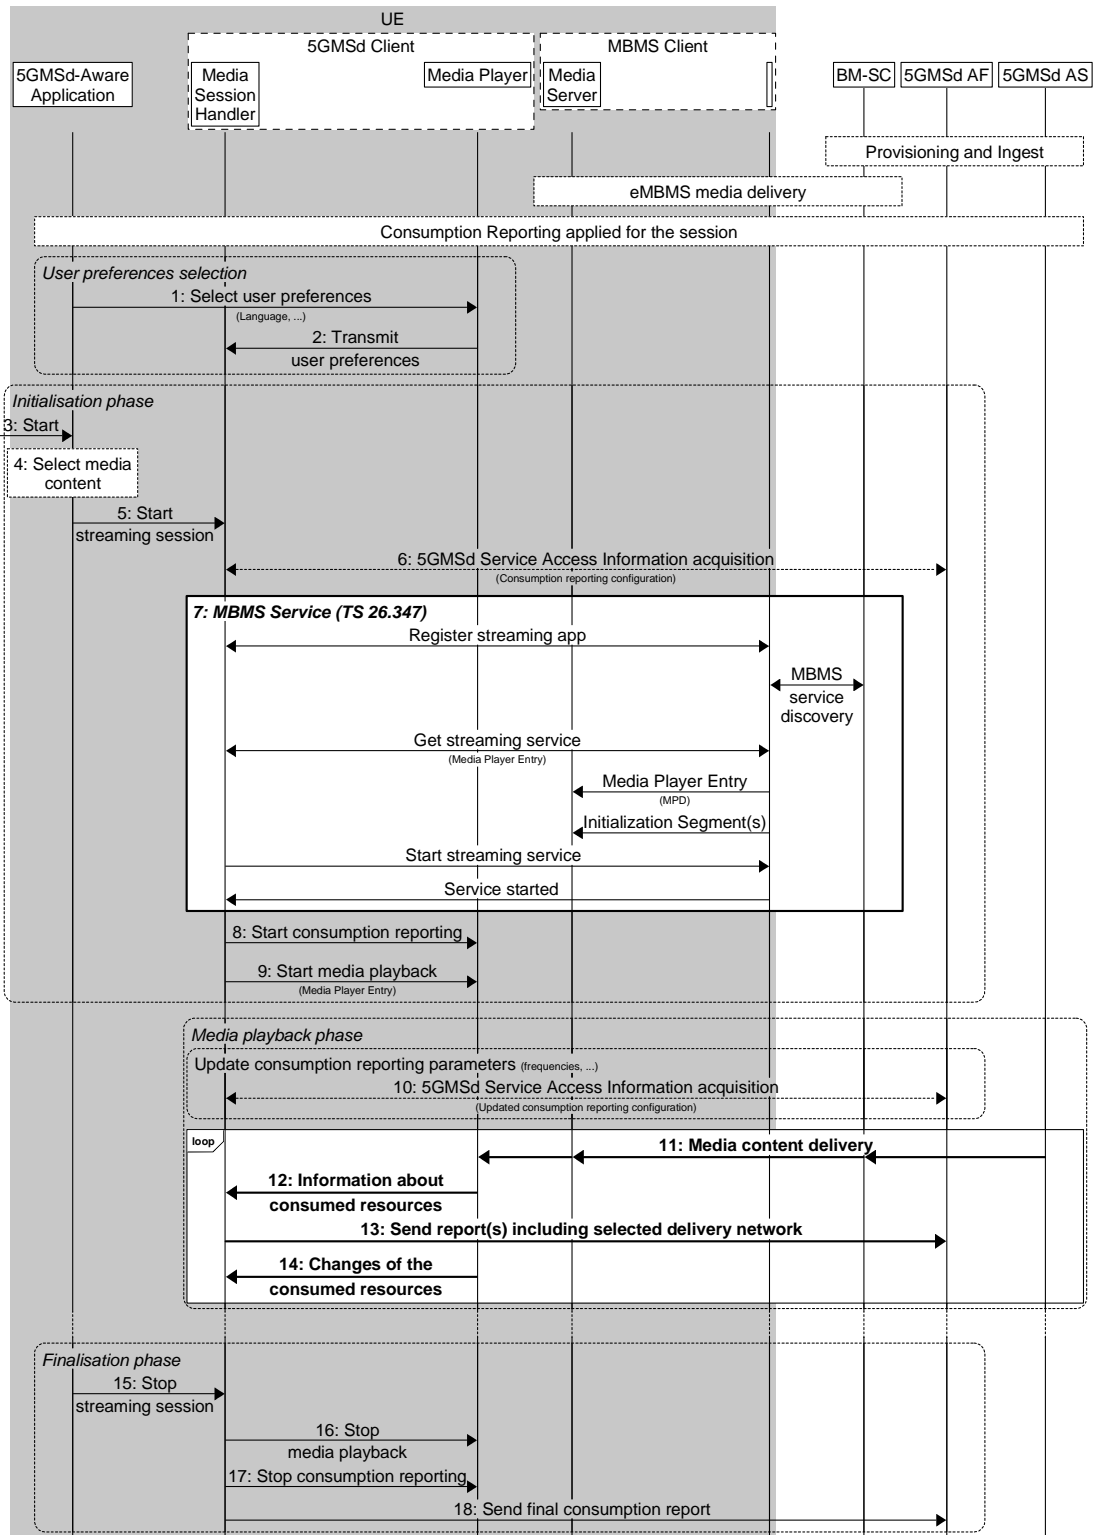 UE
5GMSd Client
MBMS Client
5GMSd-Aware
Application
Media
Session
Handler
Media Player
Media
Server
BM-SC
5GMSd AF
5GMSd AS
Provisioning and Ingest
eMBMS media delivery
Consumption Reporting applied for the session
User preferences selection
1: Select user preferences
(Language, ...)
2: Transmit
user preferences
Initialisation phase
3: Start
4: Select media
content
5: Start
streaming session
6: 5GMSd Service Access Information acquisition
(Consumption reporting configuration)
7: MBMS Service (TS 26.347)
Register streaming app
MBMS
service
discovery
Get streaming service
(Media Player Entry)
Media Player Entry
(MPD)
Initialization Segment(s)
Start streaming service
Service started
8: Start consumption reporting
9: Start media playback
(Media Player Entry)
Media playback phase
Update consumption reporting parameters (frequencies, ...)
10: 5GMSd Service Access Information acquisition
(Updated consumption reporting configuration)
loop
11: Media content delivery
12: Information about
consumed resources
13: Send report(s) including selected delivery network
14: Changes of the
consumed resources
Finalisation phase
15: Stop
streaming session
16: Stop
media playback
17: Stop consumption reporting
18: Send final consumption report